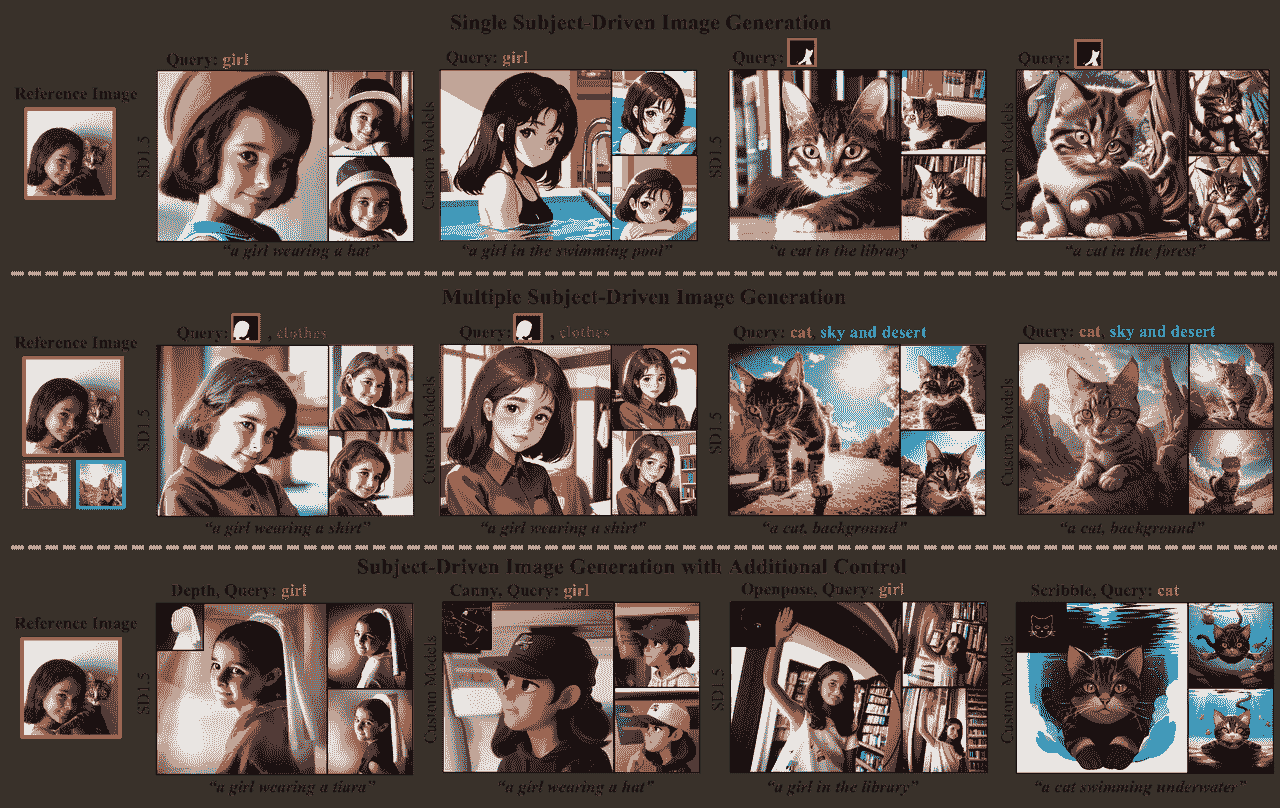 Single Subject-Driven Image Generation
Query: girl
Query: girl
Query:
Query:
Reference Image
SD1.5
Custom Models
SD1.5
Custom Models
“a girl wearing a hat”
“a girl in the swimming pool”
“a cat in the library”
“a cat in the forest”
Multiple Subject-Driven Image Generation
Query: , clothes
Query: , clothes
Query: cat, sky and desert
Query: cat, sky and desert
Reference Image
SD1.5
Custom Models
SD1.5
Custom Models
“a girl wearing a shirt”
“a girl wearing a shirt”
“a cat, background”
“a cat, background”
Subject-Driven Image Generation with Additional Control
Depth, Query: girl
Canny, Query: girl
Openpose, Query: girl
Scribble, Query: cat
Reference Image
SD1.5
Custom Models
SD1.5
Custom Models
“a girl wearing a tiara”
“a girl wearing a hat”
“a girl in the library”
“a cat swimming underwater”